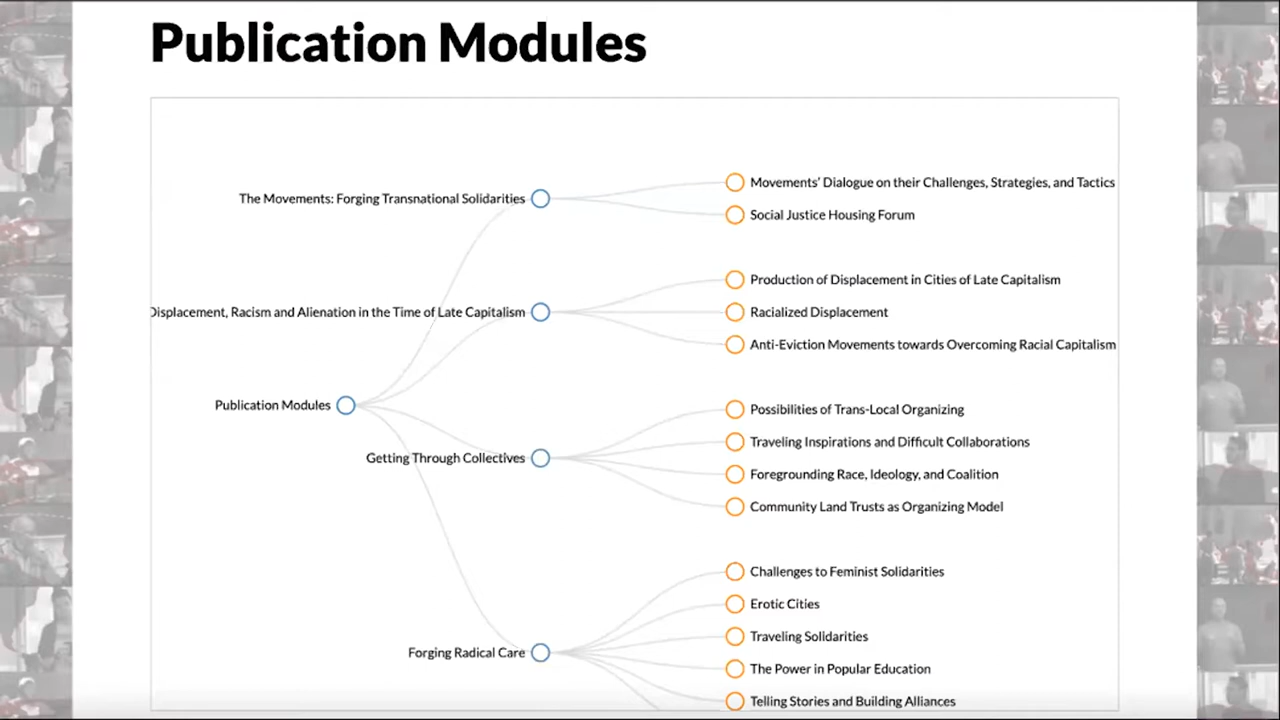 Publication Modules
The Movements: Forging Transnational Solidarities
Movements' Dialogue on their Challenges, Strategies, and Tactics
Social Justice Housing Forum
Displacement, Racism and Alienation in the Time of Late Capitalism
Production of Displacement in Cities of Late Capitalism
Racialized Displacement
Anti-Eviction Movements towards Overcoming Racial Capitalism
Publication Modules
Getting Through Collectives
Possibilities of Trans-Local Organizing
Traveling Inspirations and Difficult Collaborations
Foregrounding Race, Ideology, and Coalition
Community Land Trusts as Organizing Model
Forging Radical Care
Challenges to Feminist Solidarities
Erotic Cities
Traveling Solidarities
The Power in Popular Education
Telling Stories and Building Alliances